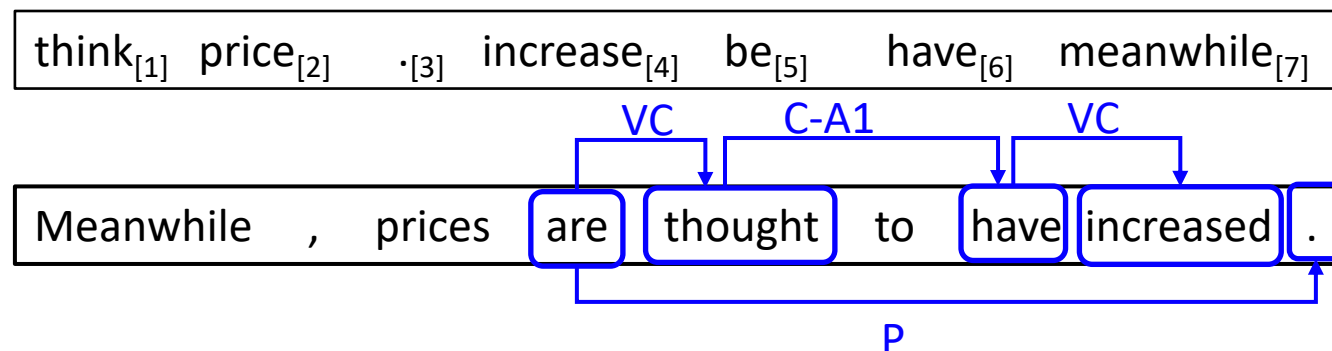 think[1] price[2] .[3] increase[4] be[5] have[6] meanwhile[7]
VC C-A1 VC
Meanwhile , prices are thought to have increased .
P